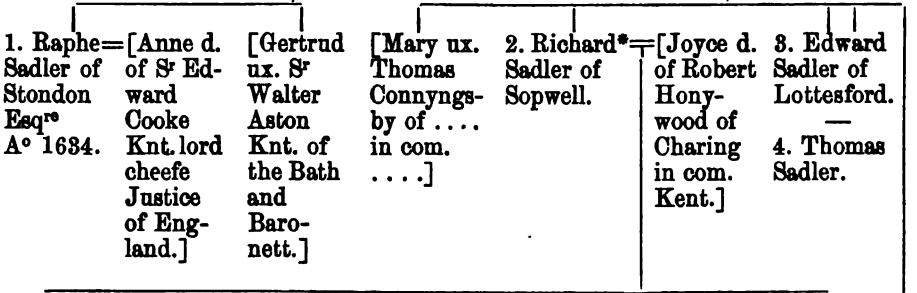 1. Raphe=[Anne d.
Sadler of
Stondon
Esqre
Ao 1634.
of Sr Ed-
ward
Cooke
Knt. lord
cheefe
Justice
of Eng-
land.]
[Gertrud
ux. Sr
Walter
Aston
Knt. of
the Bath
and
Baro-
nett.]
[Mary ux.
Thomas
Connyngs-
by of ....
in com.
....]
2. Richard*=[Joyce d.
Sadler of
Sopwell.
of Robert
Hony-
wood of
Charing
in com.
Kent.]
3. Edward
Sadler of
Lottesford.
—
4. Thomas
Sadler.